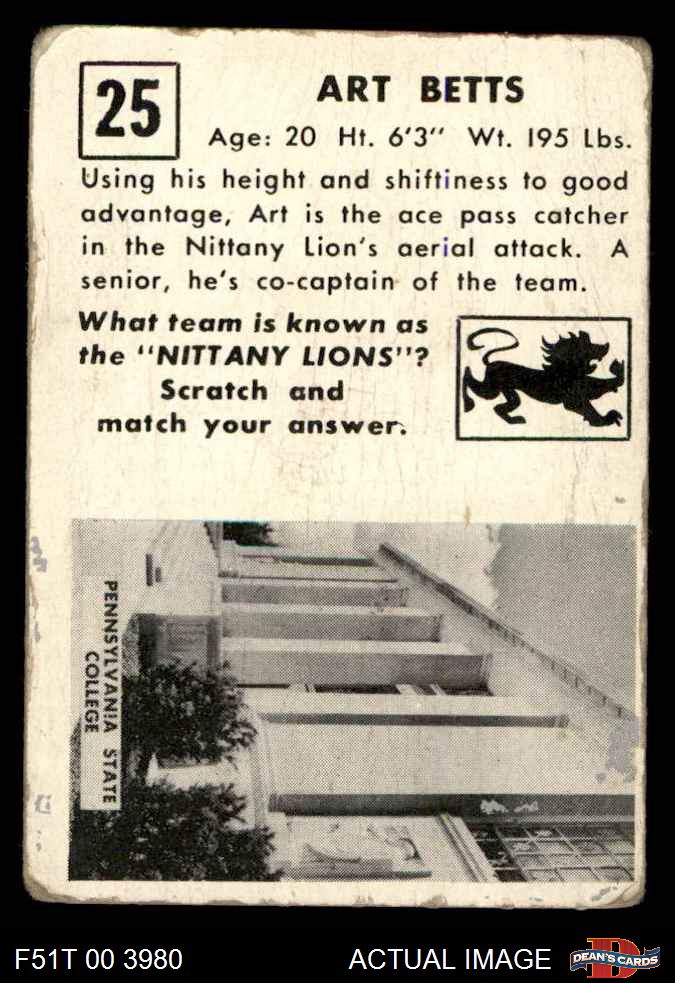 25
ART BETTS
Age: 20 Ht. 6'3" Wt. 195 Lbs.
Using his height and shiftiness to good
advantage, Art is the ace pass catcher
in the Nittany Lion's aerial attack. A
senior, he's co-captain of the team.
What team is known as
the "NITTANY LIONS"?
Scratch and
match your answer.
PENNSYLVANIA STATE
COLLEGE
F51T 00 3980
ACTUAL IMAGE
D
DEAN'S CARDS